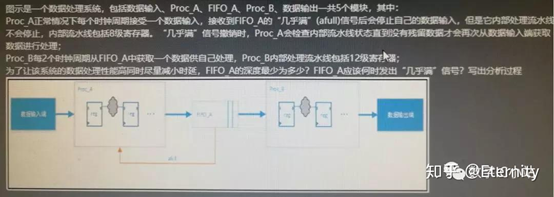 图示是一个数据处理系统，包括数据输入、Proc_A、FIFO_A、Proc_B、数据输出一共5个模块，其中：
Proc_A正常情况下每个时钟周期接受一个数据输入，接收到FIFO_A的"几乎满"(afull)信号后会停止自己的数据输入，但是它内部处理流水线
不会停止，内部流水线包括8级寄存器。"几乎满"信号撤销时，Proc_A会检查内部流水线状态直到没有残留数据才会再次从数据输入端获取
数据进行处理；
Proc_B每2个时钟周期从FIFO_A中获取一个数据供自己处理，Proc_B内部处理流水线包括12级寄存器；
为了让该系统的数据处理性能高同时尽量减小时延，FIFO_A的深度最少为多少？FIFO_A应该何时发出"几乎满"信号？写出分析过程
数据输入端
数据输出端
知乎 @Eternity